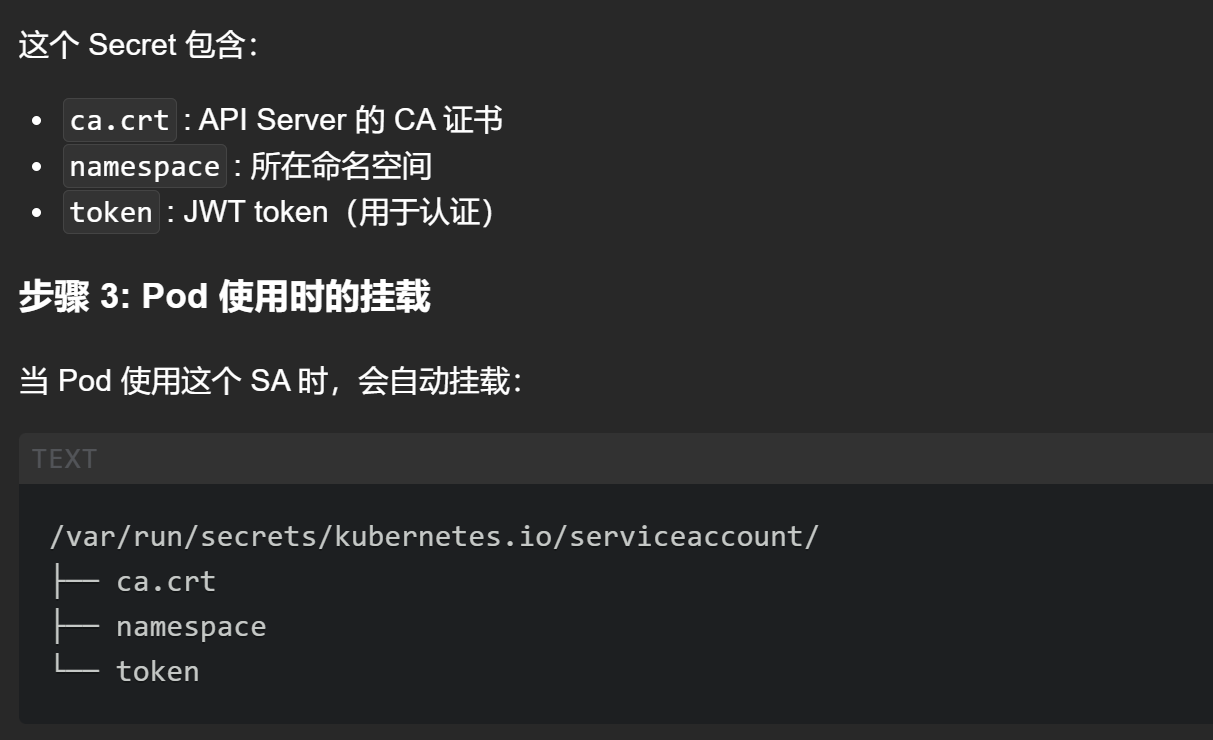 这个 Secret 包含：
• ca.crt : API Server 的 CA 证书
• namespace : 所在命名空间
• token : JWT token（用于认证）
步骤 3: Pod 使用时的挂载
当 Pod 使用这个 SA 时，会自动挂载：
TEXT
/var/run/secrets/kubernetes.io/serviceaccount/
├── ca.crt
├── namespace
└── token